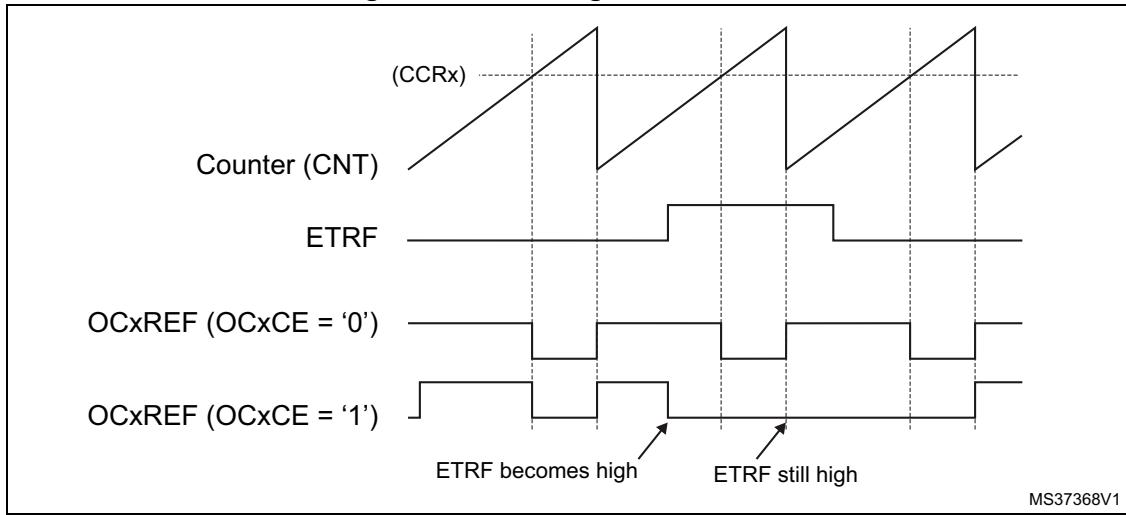 (CCRx)
Counter (CNT)
ETRF
OCxREF (OCxCE = ‘0’)
OCxREF (OCxCE = ‘1’)
ETRF becomes high
ETRF still high
MS37368V1